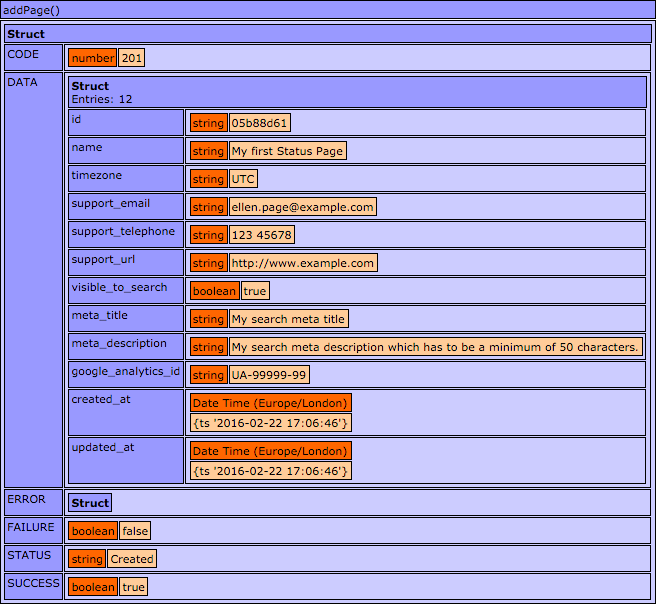 addPage()
Struct
CODE number 201
DATA Struct
Entries: 12
id string 05b88d61
name string My first Status Page
timezone string UTC
support_email string ellen.page@example.com
support_telephone string 123 45678
support_url string http://www.example.com
visible_to_search boolean true
meta_title string My search meta title
meta_description string My search meta description which has to be a minimum of 50 characters.
google_analytics_id string UA-99999-99
created_at Date Time (Europe/London)
{ts '2016-02-22 17:06:46'}
updated_at Date Time (Europe/London)
{ts '2016-02-22 17:06:46'}
ERROR Struct
FAILURE boolean false
STATUS string Created
SUCCESS boolean true